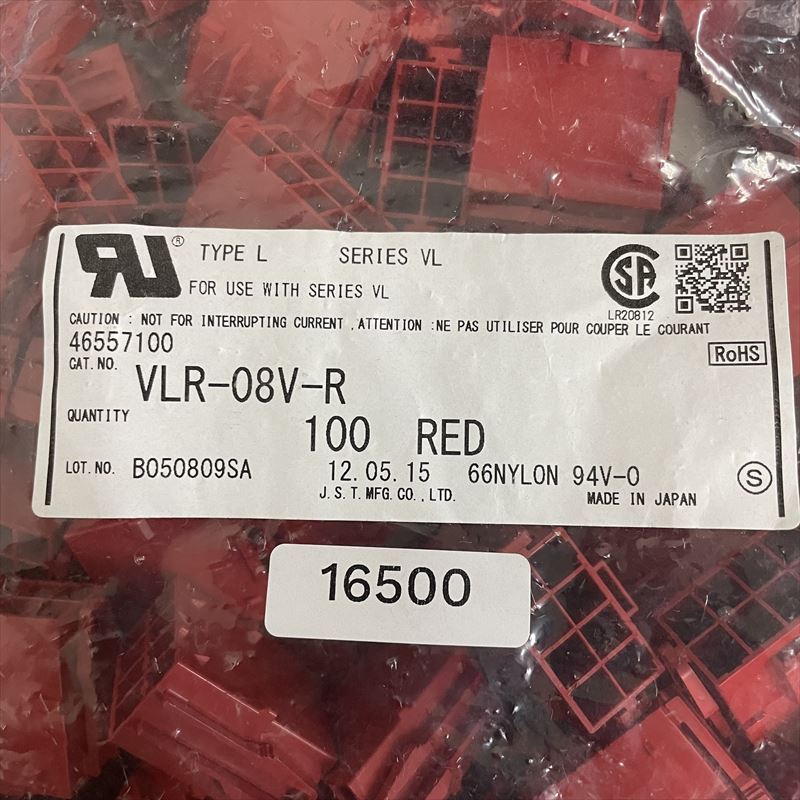 RU ® TYPE L SERIES VL
FOR USE WITH SERIES VL
SA
LR20812
CAUTION : NOT FOR INTERRUPTING CURRENT ,ATTENTION :NE PAS UTILISER POUR COUPER LE COURANT
46557100
RoHS
CAT. NO. VLR-08V-R
QUANTITY 100 RED
LOT. NO. B050809SA 12.05.15 66NYLON 94V-0 S
J.S.T.MFG.CO.,LTD. MADE IN JAPAN
16500